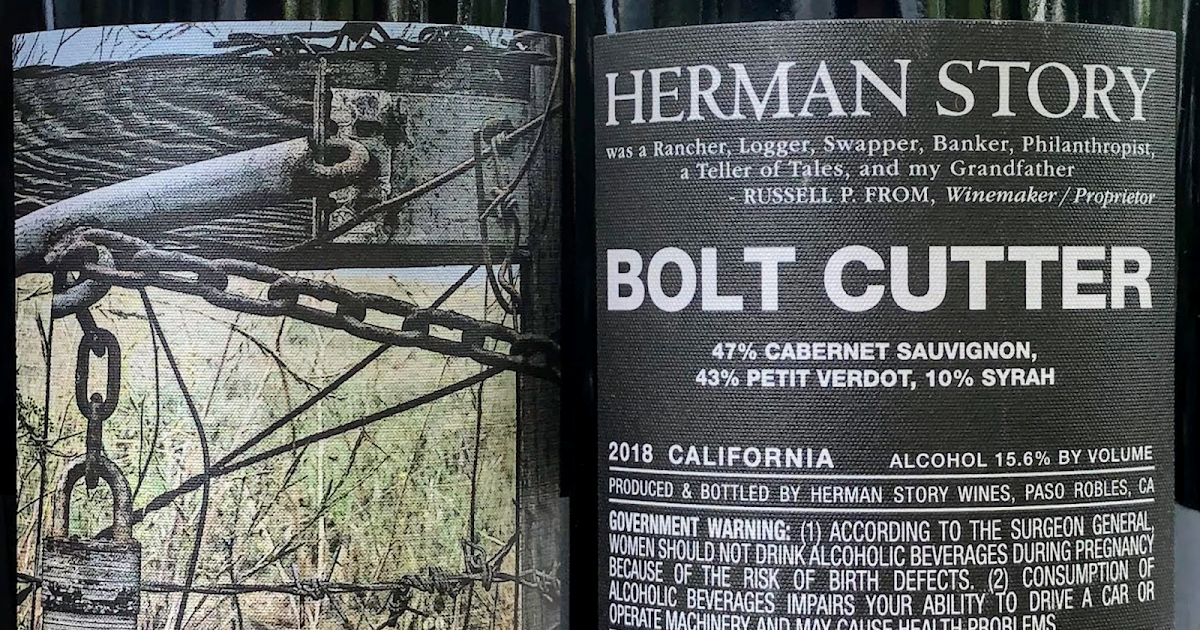 HERMAN STORY
was a Rancher, Logger, Swapper, Banker, Philanthropist,
a Teller of Tales, and my Grandfather
- RUSSELL P. FROM, Winemaker / Proprietor
BOLT CUTTER
47% CABERNET SAUVIGNON,
43% PETIT VERDOT, 10% SYRAH
2018 CALIFORNIA ALCOHOL 15.6% BY VOLUME
PRODUCED & BOTTLED BY HERMAN STORY WINES, PASO ROBLES, CA
GOVERNMENT WARNING: (1) ACCORDING TO THE SURGEON GENERAL,
WOMEN SHOULD NOT DRINK ALCOHOLIC BEVERAGES DURING PREGNANCY
BECAUSE OF THE RISK OF BIRTH DEFECTS. (2) CONSUMPTION OF
ALCOHOLIC BEVERAGES IMPAIRS YOUR ABILITY TO DRIVE A CAR OR
OPERATE MACHINERY AND MAY CAUSE HEALTH PROBLEMS